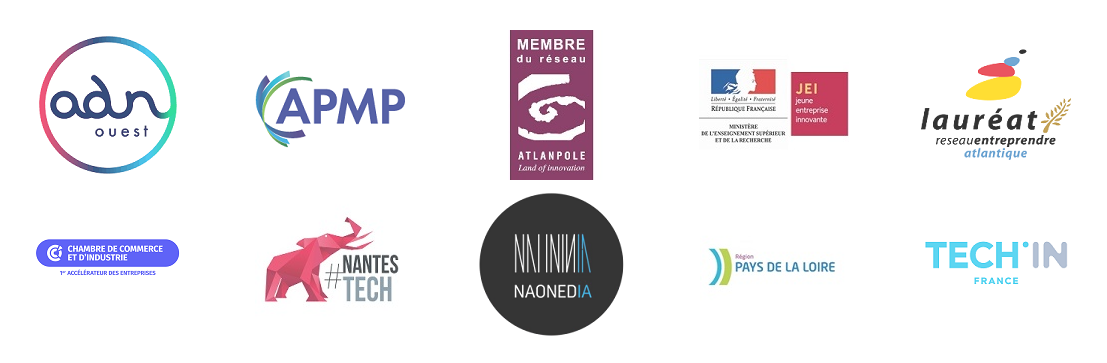 adn
ouest
APMP
MEMBRE
du réseau
ATLANPOLE
Land of innovation
Liberté • Égalité • Fraternité
RÉPUBLIQUE FRANÇAISE
MINISTÈRE
DE L'ENSEIGNEMENT SUPÉRIEUR
ET DE LA RECHERCHE
JEI
jeune
entreprise
innovante
lauréat
reseauentreprendre
atlantique
CCI
CHAMBRE DE COMMERCE
ET D'INDUSTRIE
1er ACCÉLÉRATEUR DES ENTREPRISES
#NANTES
TECH
NAONEDIA
Région
PAYS DE LA LOIRE
TECH'IN
FRANCE